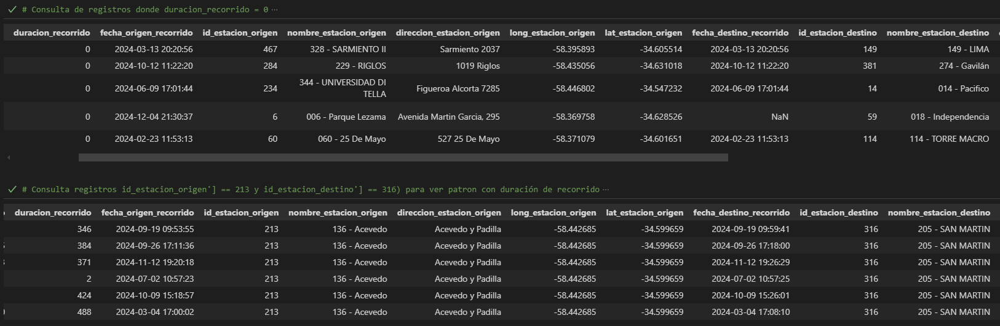 # Consulta de registros donde duracion_recorrido = 0 ···
duracion_recorrido fecha_origen_recorrido id_estacion_origen nombre_estacion_origen direccion_estacion_origen long_estacion_origen lat_estacion_origen fecha_destino_recorrido id_estacion_destino nombre_estacion_destino
0 2024-03-13 20:20:56 467 328 - SARMIENTO II Sarmiento 2037 -58.395893 -34.605514 2024-03-13 20:20:56 149 149 - LIMA
0 2024-10-12 11:22:20 284 229 - RIGLOS 1019 Riglos -58.435056 -34.631018 2024-10-12 11:22:20 381 274 - Gavilán
0 2024-06-09 17:01:44 234 344 - UNIVERSIDAD DI TELLA Figueroa Alcorta 7285 -58.446802 -34.547232 2024-06-09 17:01:44 14 014 - Pacifico
0 2024-12-04 21:30:37 6 006 - Parque Lezama Avenida Martin Garcia, 295 -58.369758 -34.628526 NaN 59 018 - Independencia
0 2024-02-23 11:53:13 60 060 - 25 De Mayo 527 25 De Mayo -58.371079 -34.601651 2024-02-23 11:53:13 114 114 - TORRE MACRO
# Consulta registros id_estacion_origen'] == 213 y id_estacion_destino'] == 316) para ver patron con duración de recorrido ···
duracion_recorrido fecha_origen_recorrido id_estacion_origen nombre_estacion_origen direccion_estacion_origen long_estacion_origen lat_estacion_origen fecha_destino_recorrido id_estacion_destino nombre_estacion_destino
346 2024-09-19 09:53:55 213 136 - Acevedo Acevedo y Padilla -58.442685 -34.599659 2024-09-19 09:59:41 316 205 - SAN MARTIN
384 2024-09-26 17:11:36 213 136 - Acevedo Acevedo y Padilla -58.442685 -34.599659 2024-09-26 17:18:00 316 205 - SAN MARTIN
371 2024-11-12 19:20:18 213 136 - Acevedo Acevedo y Padilla -58.442685 -34.599659 2024-11-12 19:26:29 316 205 - SAN MARTIN
2 2024-07-02 10:57:23 213 136 - Acevedo Acevedo y Padilla -58.442685 -34.599659 2024-07-02 10:57:25 316 205 - SAN MARTIN
424 2024-10-09 15:18:57 213 136 - Acevedo Acevedo y Padilla -58.442685 -34.599659 2024-10-09 15:26:01 316 205 - SAN MARTIN
488 2024-03-04 17:00:02 213 136 - Acevedo Acevedo y Padilla -58.442685 -34.599659 2024-03-04 17:08:10 316 205 - SAN MARTIN